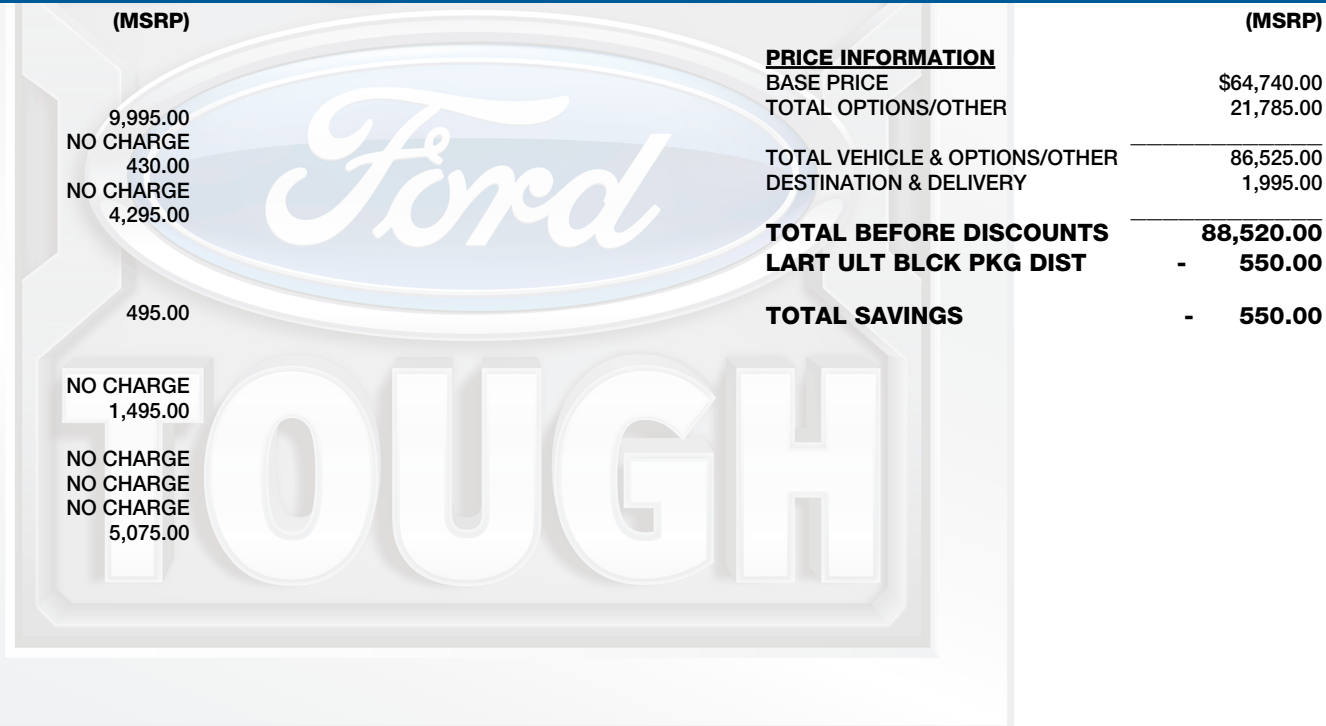 (MSRP)
9,995.00
NO CHARGE
430.00
NO CHARGE
4,295.00
495.00
NO CHARGE
1,495.00
NO CHARGE
NO CHARGE
NO CHARGE
5,075.00
(MSRP)
PRICE INFORMATION
BASE PRICE $64,740.00
TOTAL OPTIONS/OTHER 21,785.00
TOTAL VEHICLE & OPTIONS/OTHER 86,525.00
DESTINATION & DELIVERY 1,995.00
TOTAL BEFORE DISCOUNTS 88,520.00
LART ULT BLCK PKG DIST - 550.00
TOTAL SAVINGS - 550.00
Ford
TOUGH